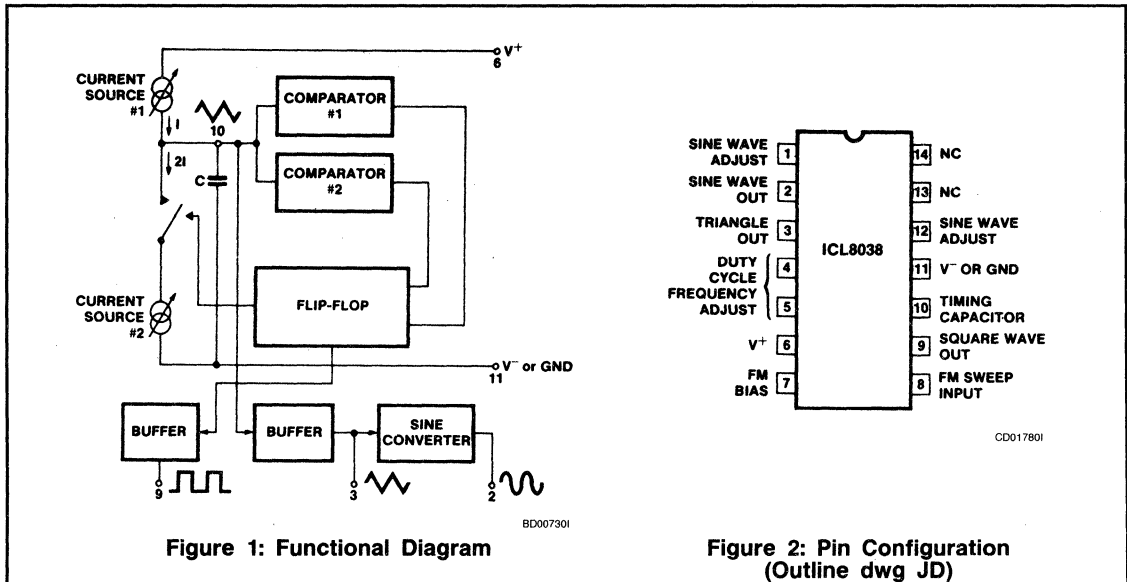 V+
6
CURRENT
SOURCE
#1
I
10
2I
C
COMPARATOR
#1
COMPARATOR
#2
FLIP-FLOP
CURRENT
SOURCE
#2
V− or GND
11
BUFFER
BUFFER
SINE
CONVERTER
9
3
2
BD00730I
Figure 1: Functional Diagram
SINE WAVE
ADJUST
1
SINE WAVE
OUT
2
TRIANGLE
OUT
3
DUTY
CYCLE
FREQUENCY
ADJUST
4
5
V+
6
FM
BIAS
7
ICL8038
14 NC
13 NC
12 SINE WAVE
ADJUST
11 V− OR GND
10 TIMING
CAPACITOR
9 SQUARE WAVE
OUT
8 FM SWEEP
INPUT
CD01780I
Figure 2: Pin Configuration
(Outline dwg JD)